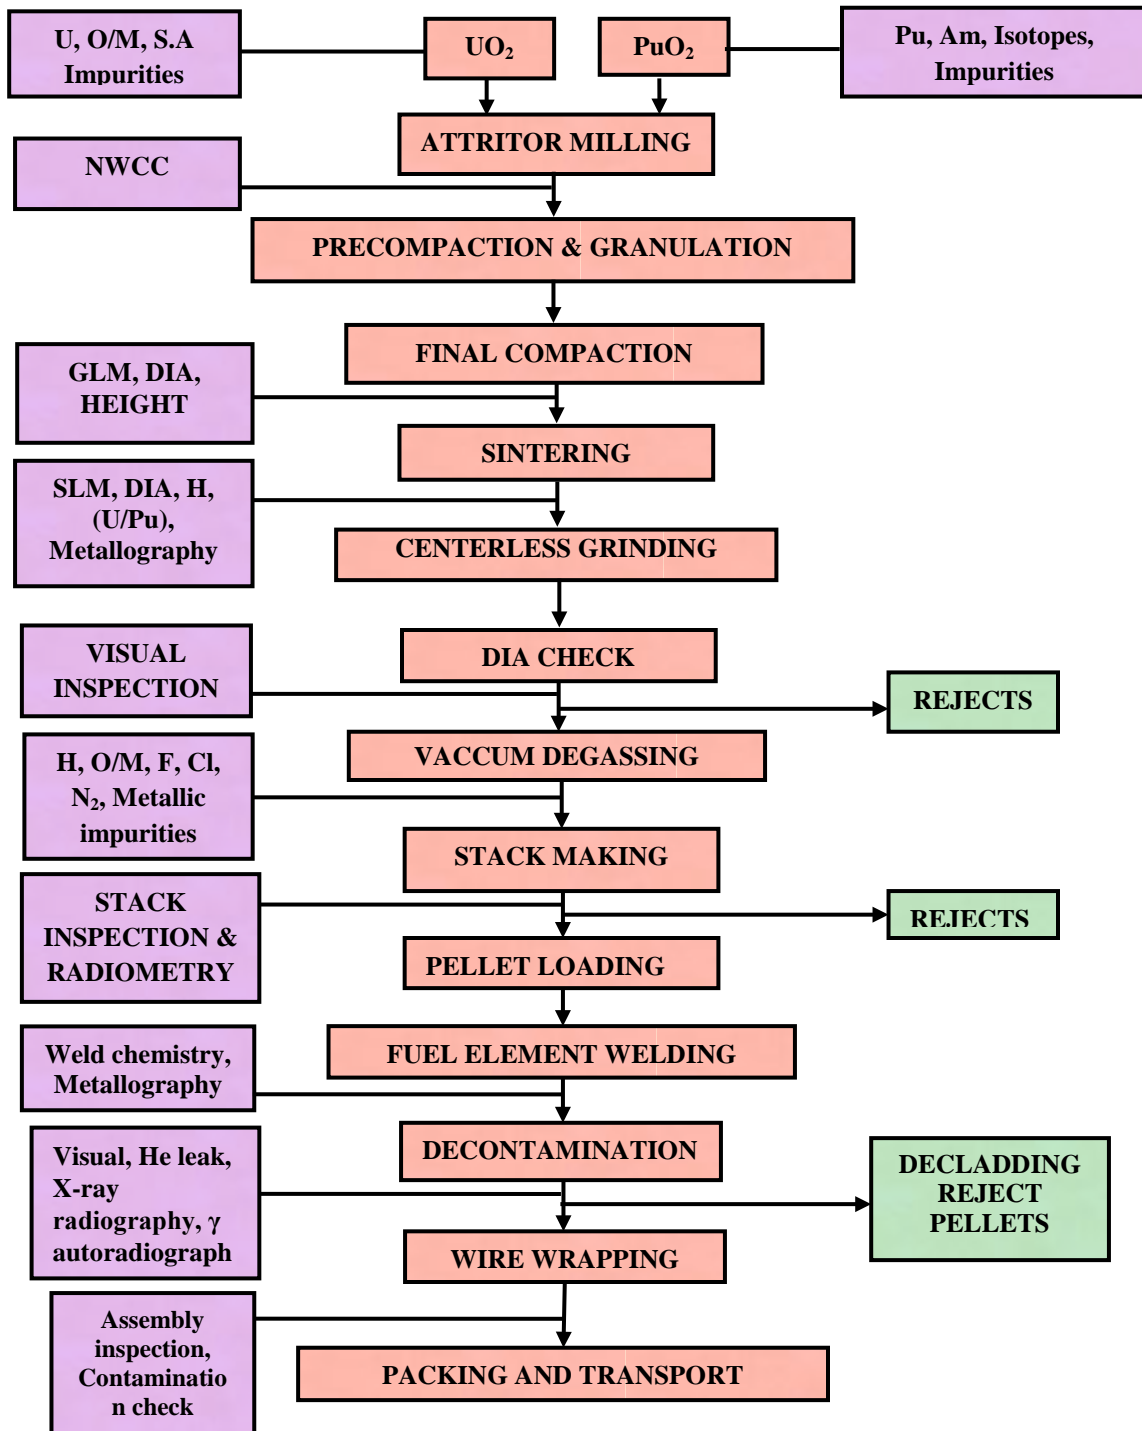 U, O/M, S.A
Impurities
UO₂
PuO₂
Pu, Am, Isotopes,
Impurities
ATTRITOR MILLING
NWCC
PRECOMPACTION & GRANULATION
FINAL COMPACTION
GLM, DIA,
HEIGHT
SINTERING
SLM, DIA, H,
(U/Pu),
Metallography
CENTERLESS GRINDING
DIA CHECK
VISUAL
INSPECTION
REJECTS
VACCUM DEGASSING
H, O/M, F, Cl,
N₂, Metallic
impurities
STACK MAKING
STACK
INSPECTION &
RADIOMETRY
REJECTS
PELLET LOADING
FUEL ELEMENT WELDING
Weld chemistry,
Metallography
DECONTAMINATION
Visual, He leak,
X-ray
radiography, γ
autoradiograph
DECLADDING
REJECT
PELLETS
WIRE WRAPPING
Assembly
inspection,
Contaminatio
n check
PACKING AND TRANSPORT